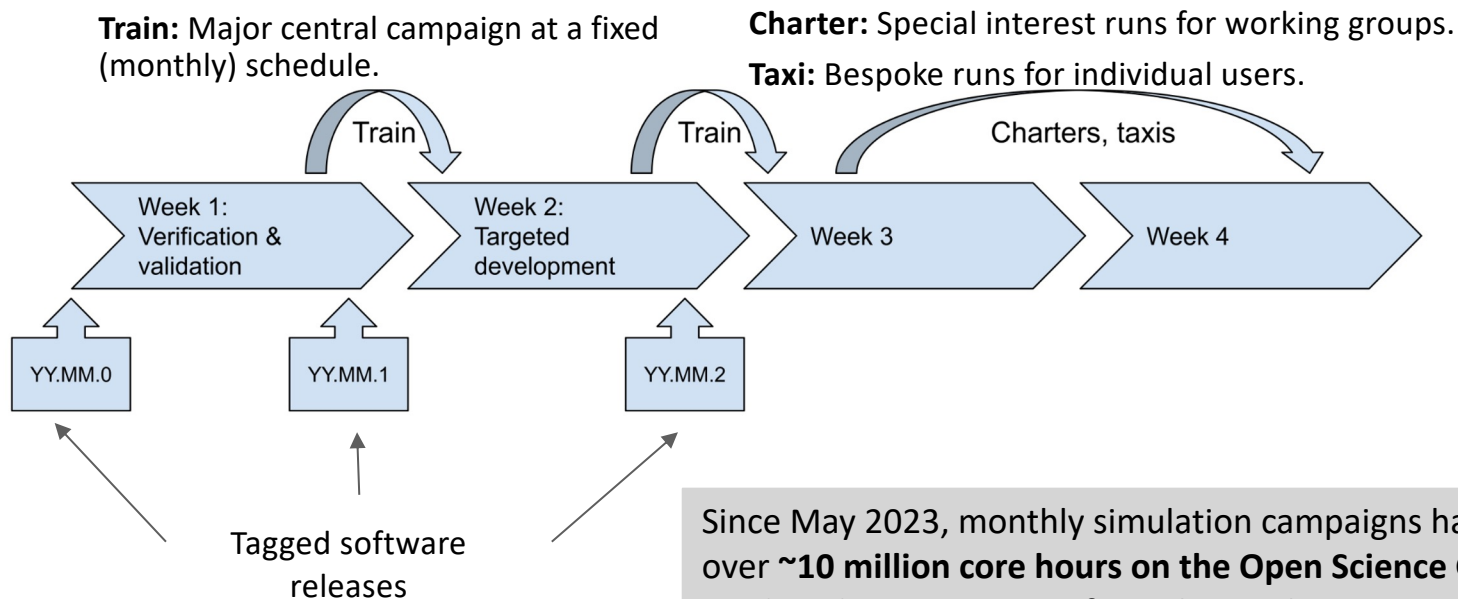 Train: Major central campaign at a fixed
(monthly) schedule.
Charter: Special interest runs for working groups.
Taxi: Bespoke runs for individual users.
Train
Train
Charters, taxis
Week 1:
Verification &
validation
Week 2:
Targeted
development
Week 3
Week 4
YY.MM.0
YY.MM.1
YY.MM.2
Tagged software
releases
Since May 2023, monthly simulation campaigns
over ~10 million core hours on the Open Science